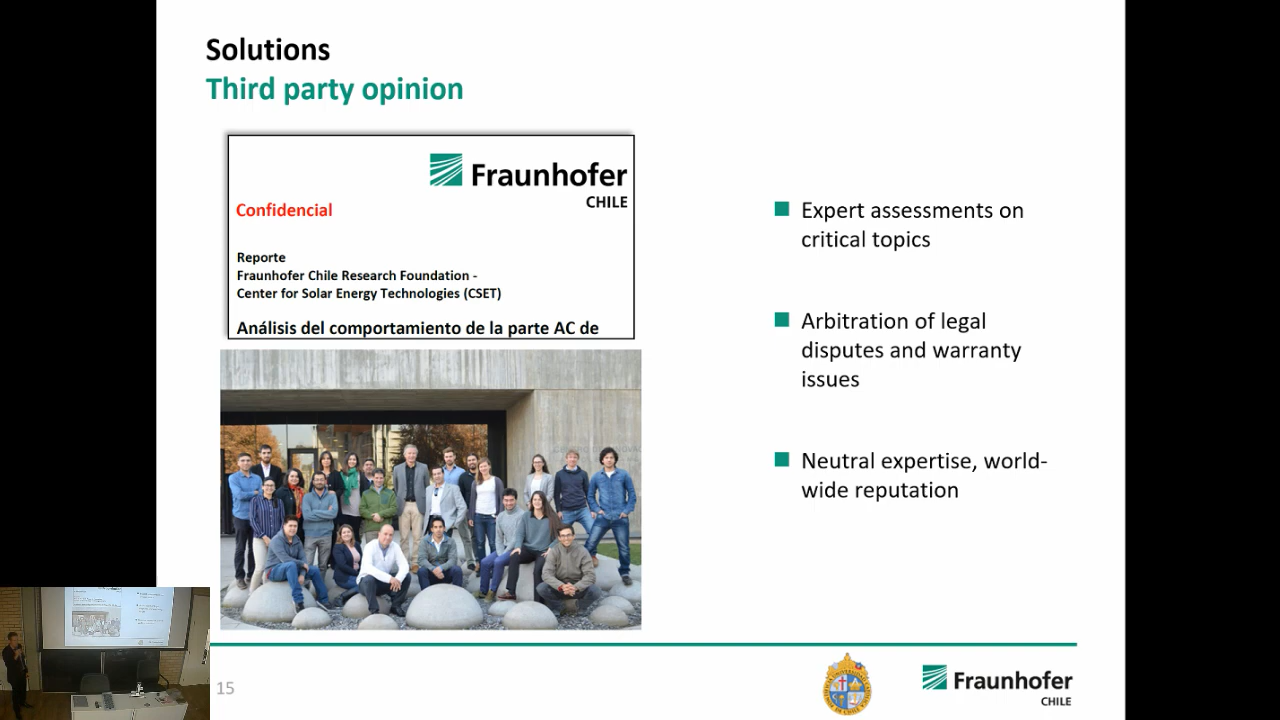 Solutions
Third party opinion
Fraunhofer
CHILE
Confidencial
Reporte
Fraunhofer Chile Research Foundation -
Center for Solar Energy Technologies (CSET)
Análisis del comportamiento de la parte AC de
Expert assessments on
critical topics
Arbitration of legal
disputes and warranty
issues
Neutral expertise, world-
wide reputation
15
Fraunhofer
CHILE